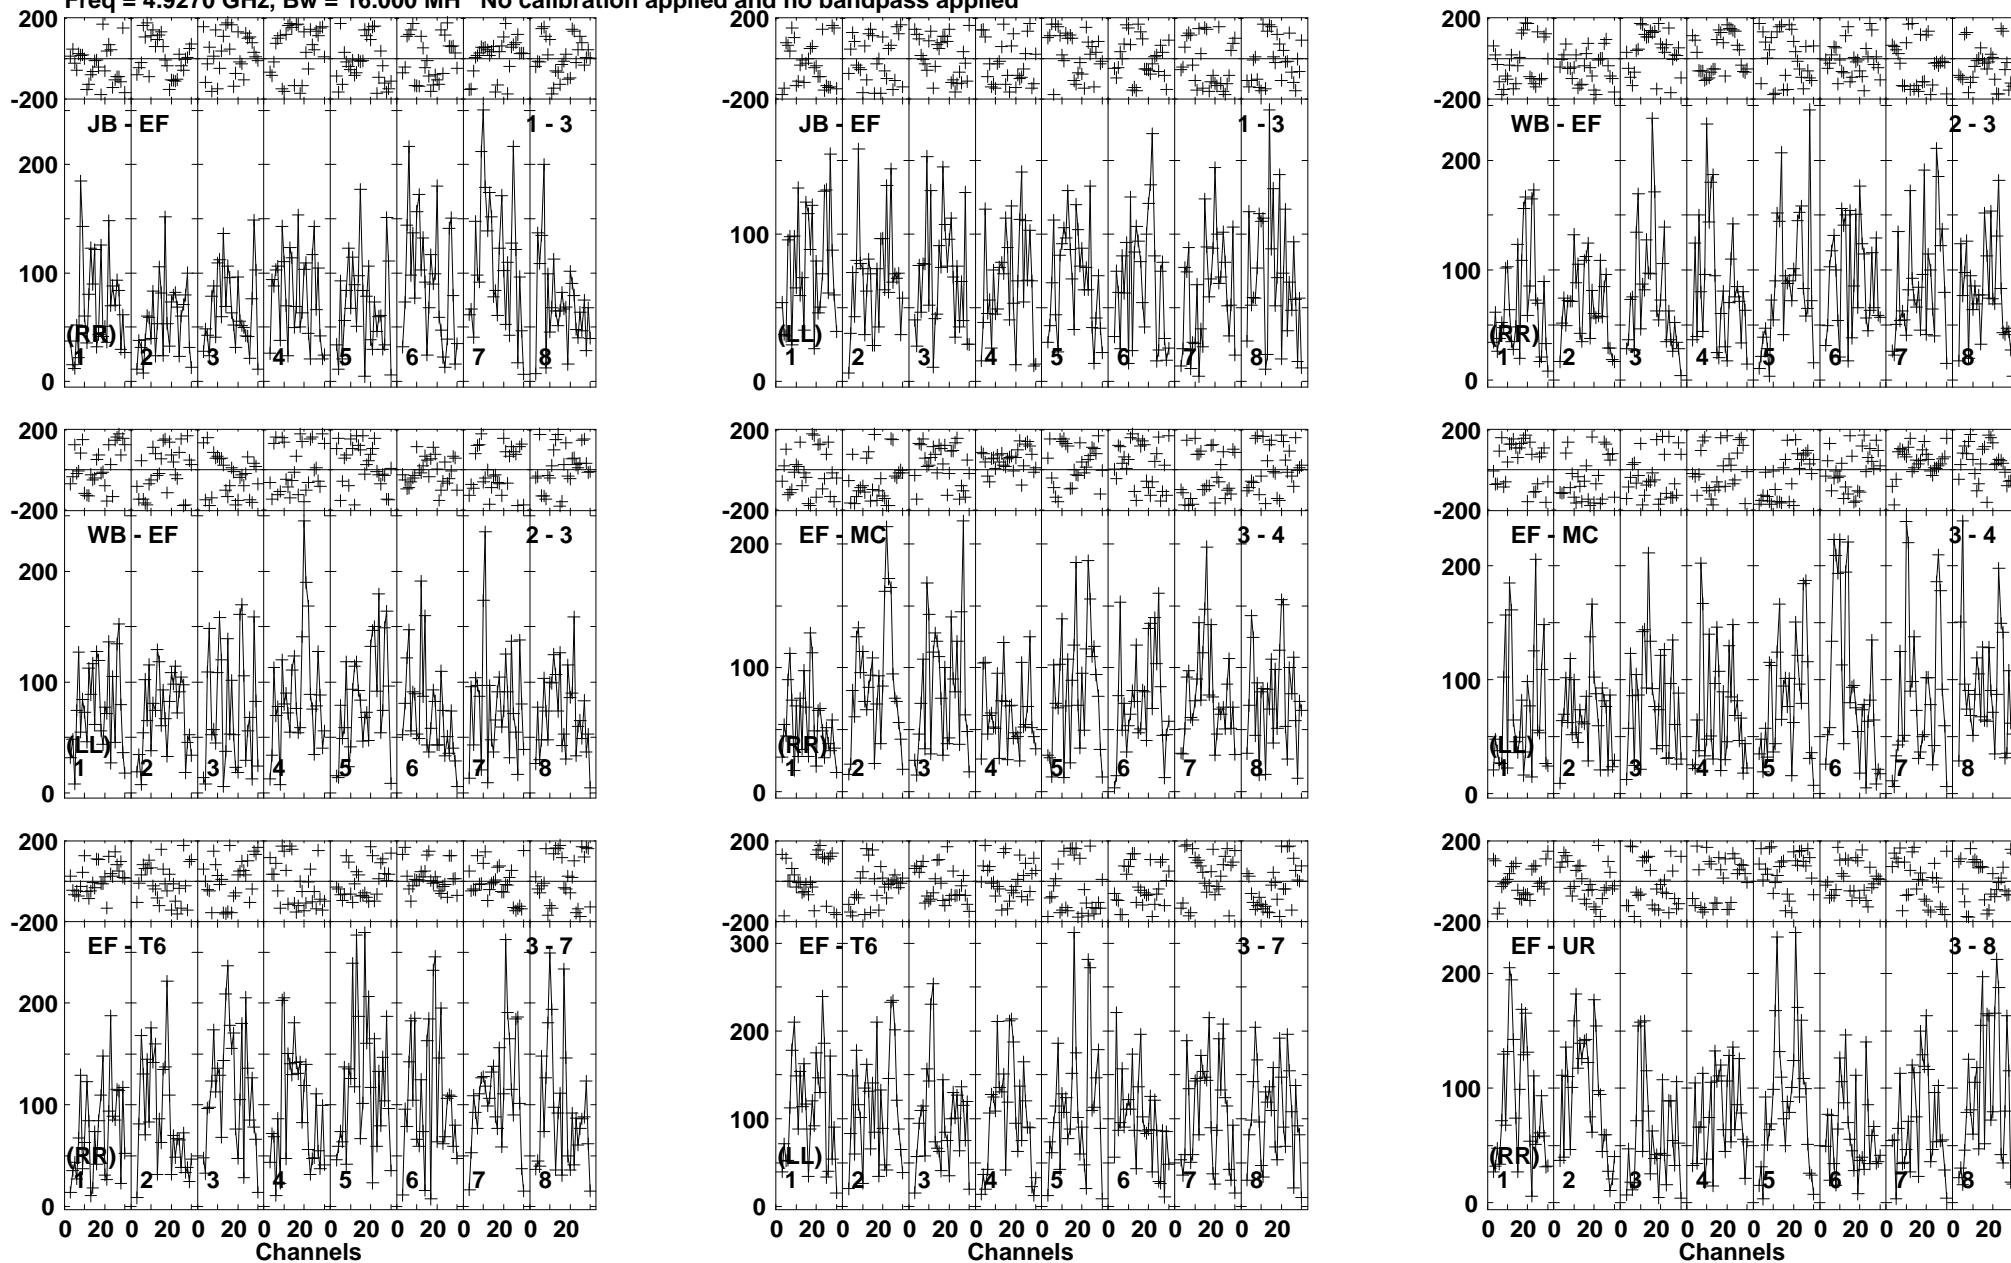 Freq = 4.9270 GHz, Bw = 16.000 MH No calibration applied and no bandpass applied
200 200 200
-200 -200 -200
JB - EF 1 - 3 JB - EF 1 - 3 WB - EF 2 - 3
200 200
100 100 100
(RR) (LL) (RR)
1 2 3 4 5 6 7 8 1 2 3 4 5 6 7 8 1 2 3 4 5 6 7 8
0 0 0
200 200 200
-200 -200 -200
WB - EF 2 - 3 EF - MC 3 - 4 EF - MC 3 - 4
200 200 200
100 100 100
(LL) (RR) (LL)
1 2 3 4 5 6 7 8 1 2 3 4 5 6 7 8 1 2 3 4 5 6 7 8
0 0 0
200 200 200
-200 -200 -200
EF - T6 3 - 7 EF - T6 3 - 7 EF - UR 3 - 8
300
200 200 200
100 100 100
(RR) (LL) (RR)
1 2 3 4 5 6 7 8 1 2 3 4 5 6 7 8 1 2 3 4 5 6 7 8
0 0 0
0 20 0 20 0 20 0 20 0 20 0 20 0 20 0 20 0 20 0 20 0 20 0 20 0 20 0 20 0 20 0 20 0 20 0 20 0 20 0 20 0 20 0 20 0 20 0 20
Channels Channels Channels